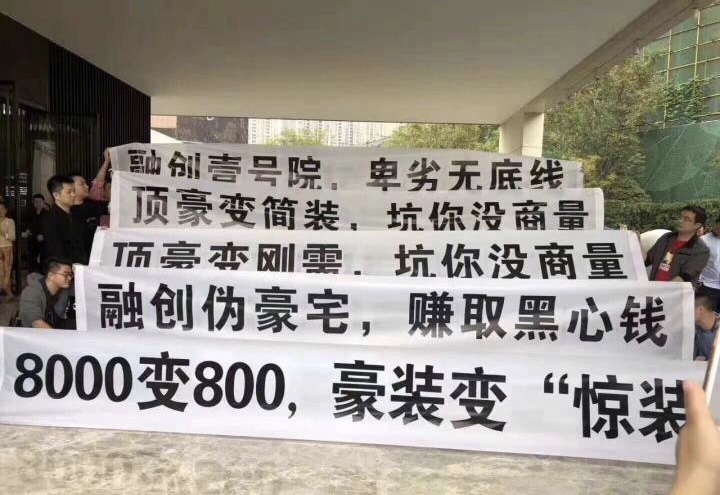 融创壹号院，卑劣无底线
顶豪变简装，坑你没商量
顶豪变刚需，坑你没商量
融创伪豪宅，赚取黑心钱
8000变800，豪装变“惊装